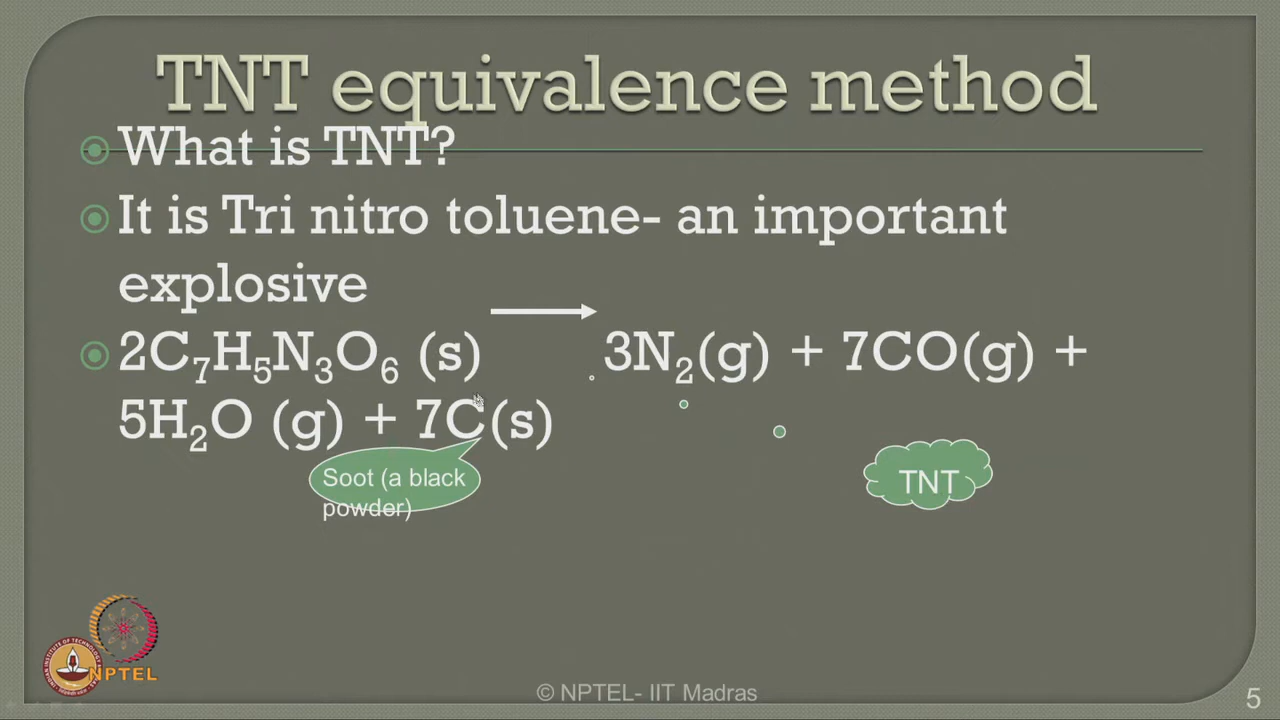 TNT equivalence method
What is TNT?
It is Tri nitro toluene- an important
explosive
2C₇H₅N₃O₆ (s) 3N₂(g) + 7CO(g) +
5H₂O (g) + 7C(s)
Soot (a black
powder)
TNT
NPTEL
© NPTEL- IIT Madras
5